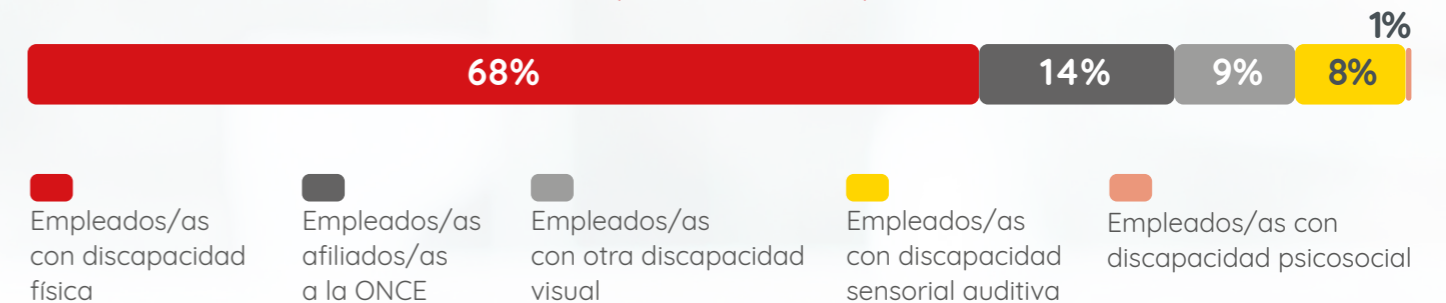 1%
68%
14%
9%
8%
Empleados/as
con discapacidad
física
Empleados/as
afiliados/as
a la ONCE
Empleados/as
con otra discapacidad
visual
Empleados/as
con discapacidad
sensorial auditiva
Empleados/as con
discapacidad psicosocial